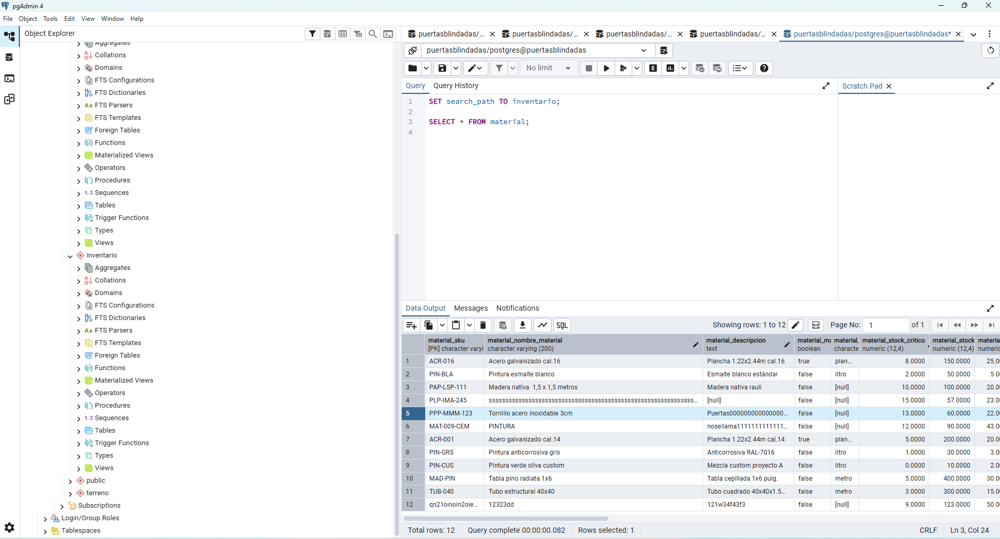 pgAdmin 4
File Object Tools Edit View Window Help
Object Explorer
Aggregates
Collations
Domains
FTS Configurations
FTS Dictionaries
Aa FTS Parsers
FTS Templates
Foreign Tables
Functions
Materialized Views
Operators
Procedures
1..3 Sequences
Tables
Trigger Functions
Types
Views
inventario
Aggregates
Collations
Domains
FTS Configurations
FTS Dictionaries
Aa FTS Parsers
FTS Templates
Foreign Tables
Functions
Materialized Views
Operators
Procedures
1..3 Sequences
Tables
Trigger Functions
Types
Views
public
terreno
Subscriptions
Login/Group Roles
Tablespaces
puertasblindadas/... puertasblindadas/... puertasblindadas/... puertasblindadas/... puertasblindadas/postgres@puertasblindadas*
puertasblindadas/postgres@puertasblindadas
No limit E
Query Query History Scratch Pad
1 SET search_path TO inventario;
2
3 SELECT * FROM material;
4
Data Output Messages Notifications
SQL Showing rows: 1 to 12 Page No: 1 of 1
material_sku material_nombre_material material_descripcion material_ma material_ material_stock_critico material_stock materia
[PK] character varyi character varying (200) text boolean characte numeric (12,4) numeric (12,4) numeric
1 ACR-016 Acero galvanizado cal.16 Plancha 1.22x2.44m cal.16 true plan... 8.0000 150.0000 25.0
2 PIN-BLA Pintura esmalte blanco Esmalte blanco estándar false litro 2.0000 50.0000 5.0
3 PAP-LSP-111 Madera nativa 1,5 x 1,5 metros Madera nativa rauli false [null] 10.0000 100.0000 20.0
4 PLP-IMA-245 ssssssssssssssssssssssssssssssssssssssssssssssssssssssssssssss... [null] false [null] 15.0000 57.0000 23.0
5 PPP-MMM-123 Tornillo acero inoxidable 3cm Puertas000000000000000... false [null] 13.0000 60.0000 22.0
6 MAT-009-CEM PINTURA nosellama1111111111111... false [null] 12.0000 90.0000 43.0
7 ACR-001 Acero galvanizado cal.14 Plancha 1.22x2.44m cal.14 true plan... 5.0000 200.0000 20.0
8 PIN-GRS Pintura anticorrosiva gris Anticorrosiva RAL-7016 false litro 1.0000 30.0000 3.0
9 PIN-CUS Pintura verde oliva custom Mezcla custom proyecto A false litro 0.0000 10.0000 2.0
10 MAD-PIN Tabla pino radiata 1x6 Tabla cepillada 1x6 pulg. false metro 5.0000 400.0000 30.0
11 TUB-040 Tubo estructural 40x40 Tubo cuadrado 40x40x1.5... false metro 3.0000 300.0000 15.0
12 qn21oinoin2oie... 12323dd 121w34f43f3 false [null] 9.0000 123.0000 50.0
Total rows: 12 Query complete 00:00:00.082 Rows selected: 1 CRLF Ln 3, Col 24